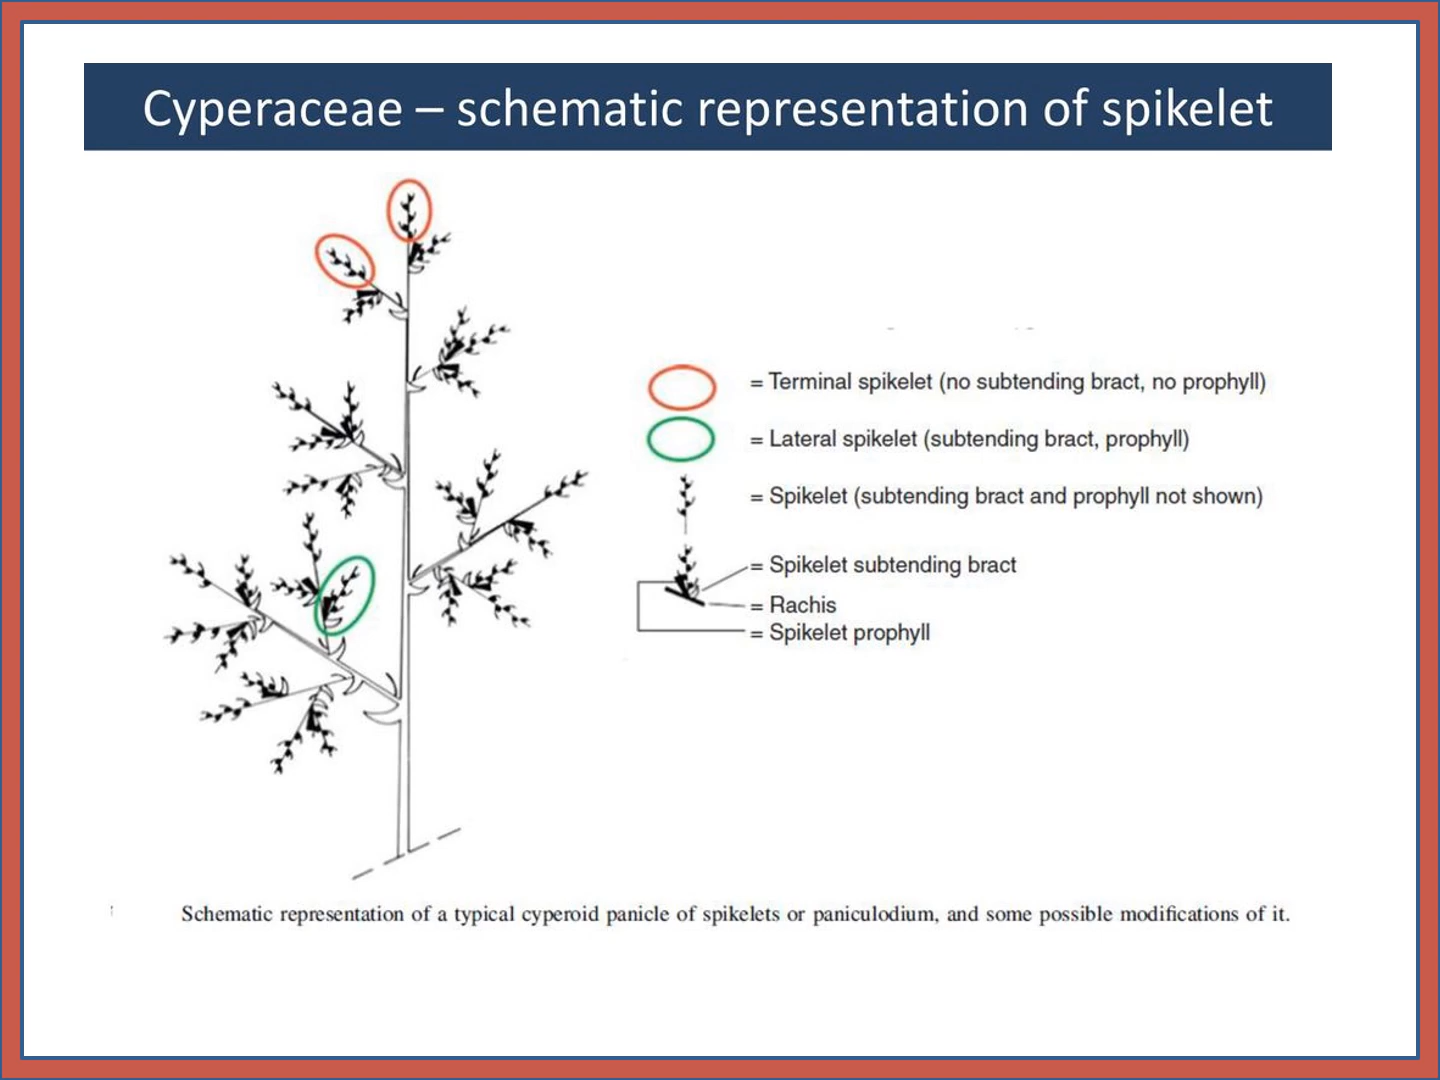 Cyperaceae – schematic representation of spikelet
= Terminal spikelet (no subtending bract, no prophyll)
= Lateral spikelet (subtending bract, prophyll)
= Spikelet (subtending bract and prophyll not shown)
= Spikelet subtending bract
= Rachis
= Spikelet prophyll
Schematic representation of a typical cyperoid panicle of spikelets or paniculodium, and some possible modifications of it.